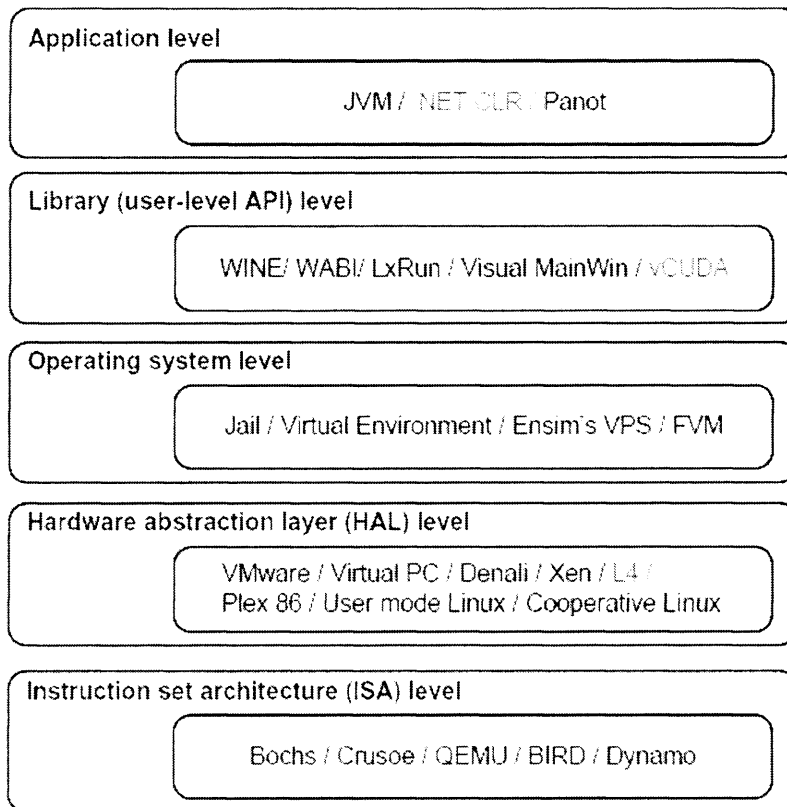 Application level
JVM / .NET CLR / Panot
Library (user-level API) level
WINE/ WABI/ LxRun / Visual MainWin / vCUDA
Operating system level
Jail / Virtual Environment / Ensim's VPS / FVM
Hardware abstraction layer (HAL) level
VMware / Virtual PC / Denali / Xen / L4 /
Plex 86 / User mode Linux / Cooperative Linux
Instruction set architecture (ISA) level
Bochs / Crusoe / QEMU / BIRD / Dynamo